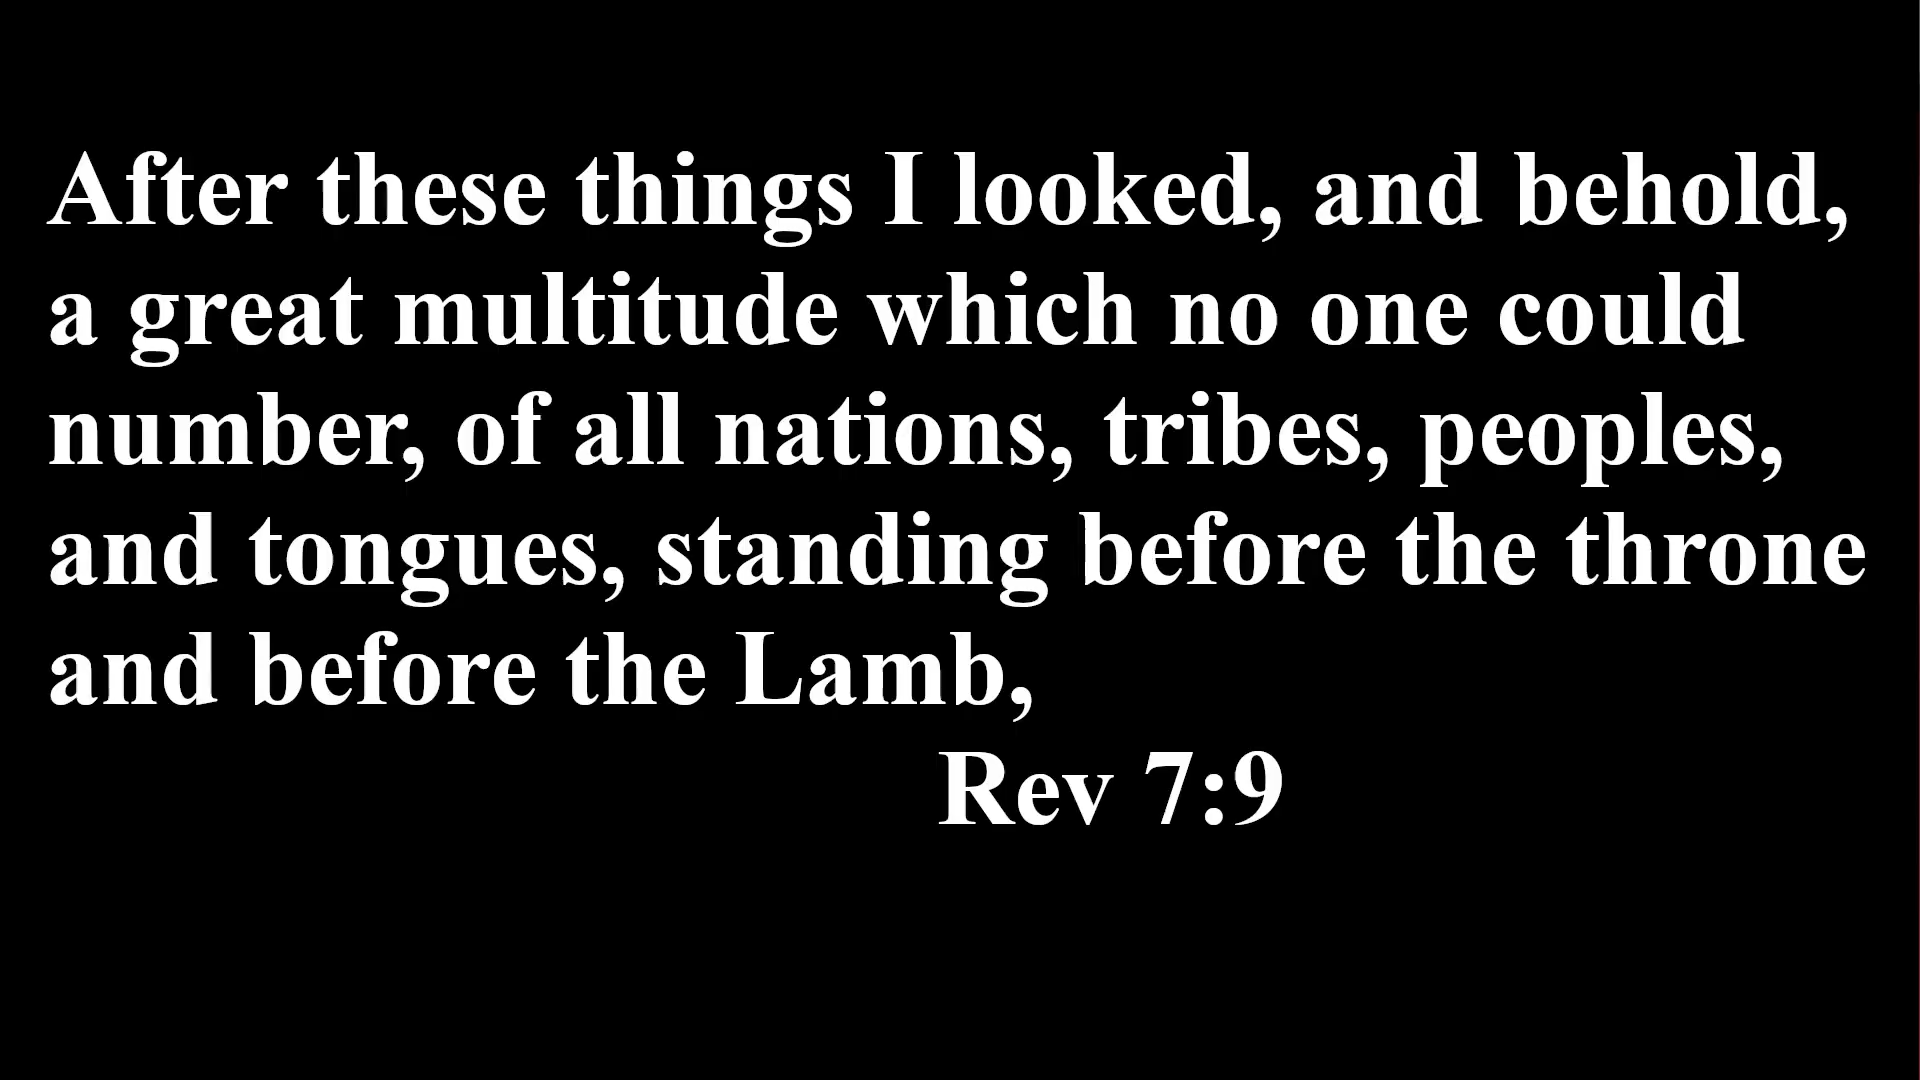 After these things I looked, and behold,
a great multitude which no one could
number, of all nations, tribes, peoples,
and tongues, standing before the throne
and before the Lamb,
Rev 7:9